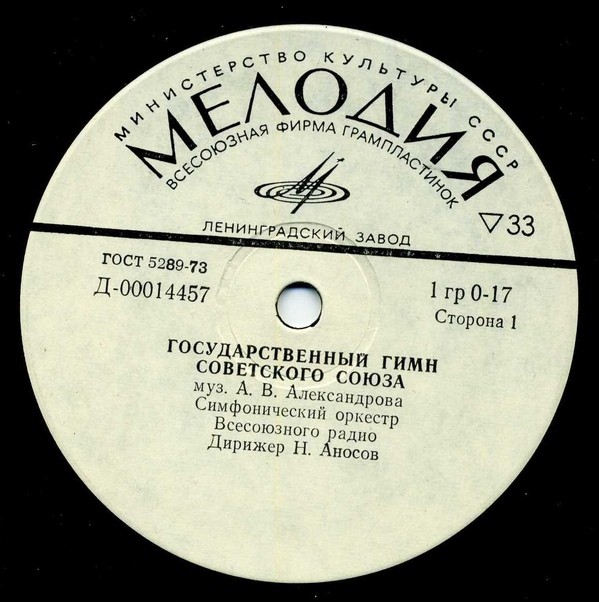 МИНИСТЕРСТВО КУЛЬТУРЫ СССР
МЕЛОДИЯ
ВСЕСОЮЗНАЯ ФИРМА ГРАМПЛАСТИНОК
ЛЕНИНГРАДСКИЙ ЗАВОД
▽33
ГОСТ 5289-73
Д-00014457
1 гр 0-17
Сторона 1
ГОСУДАРСТВЕННЫЙ ГИМН
СОВЕТСКОГО СОЮЗА
муз. А. В. Александрова
Симфонический оркестр
Всесоюзного радио
Дирижер Н. Аносов